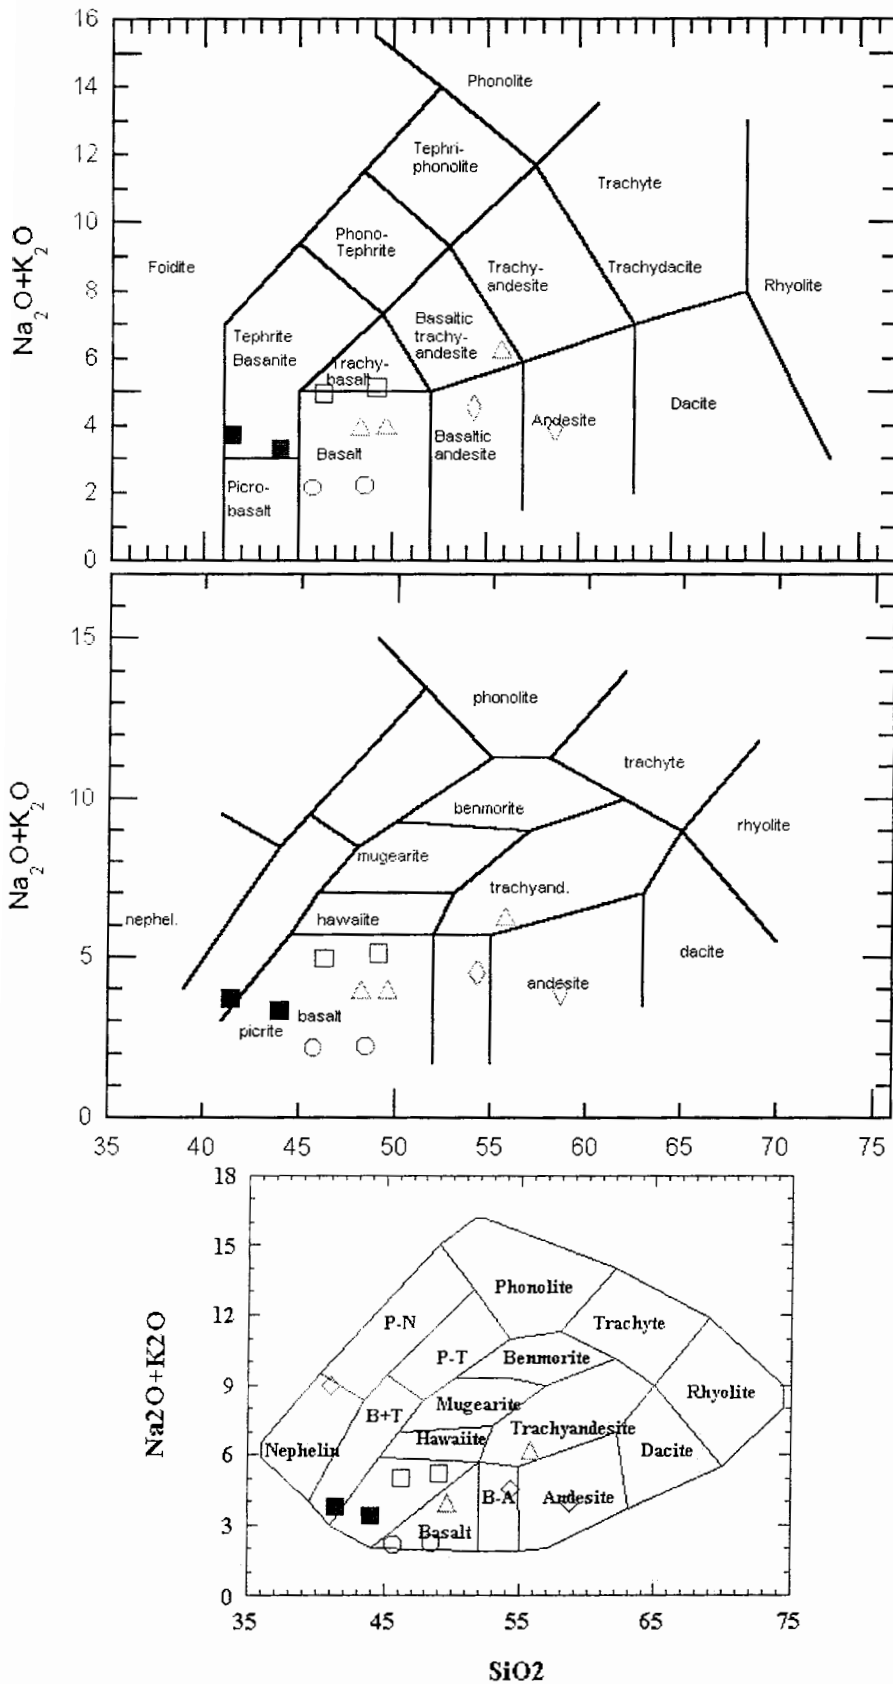 16
14
12
10
8
6
4
2
0
Na2O+K2O
Phonolite
Tephri-
phonolite
Trachyte
Phono-
Tephrite
Foidite
Trachy-
andesite
Trachydacite
Rhyolite
Tephrite
Basanite
Basaltic
trachy-
andesite
Trachy-
basalt
Andesite
Dacite
Basalt
Basaltic
andesite
Picro-
basalt
15
10
5
0
Na2O+K2O
phonolite
trachyte
benmorite
rhyolite
mugearite
trachyand.
nephel.
hawaiite
dacite
andesite
basalt
picrite
35 40 45 50 55 60 65 70 75
18
15
12
9
6
3
0
Na2O+K2O
Phonolite
P-N
Trachyte
P-T
Benmorite
Rhyolite
Mugearite
B+T
Trachyandesite
Hawaiite
Nephelin
Dacite
B-A
Andesite
Basalt
35 45 55 65 75
SiO2